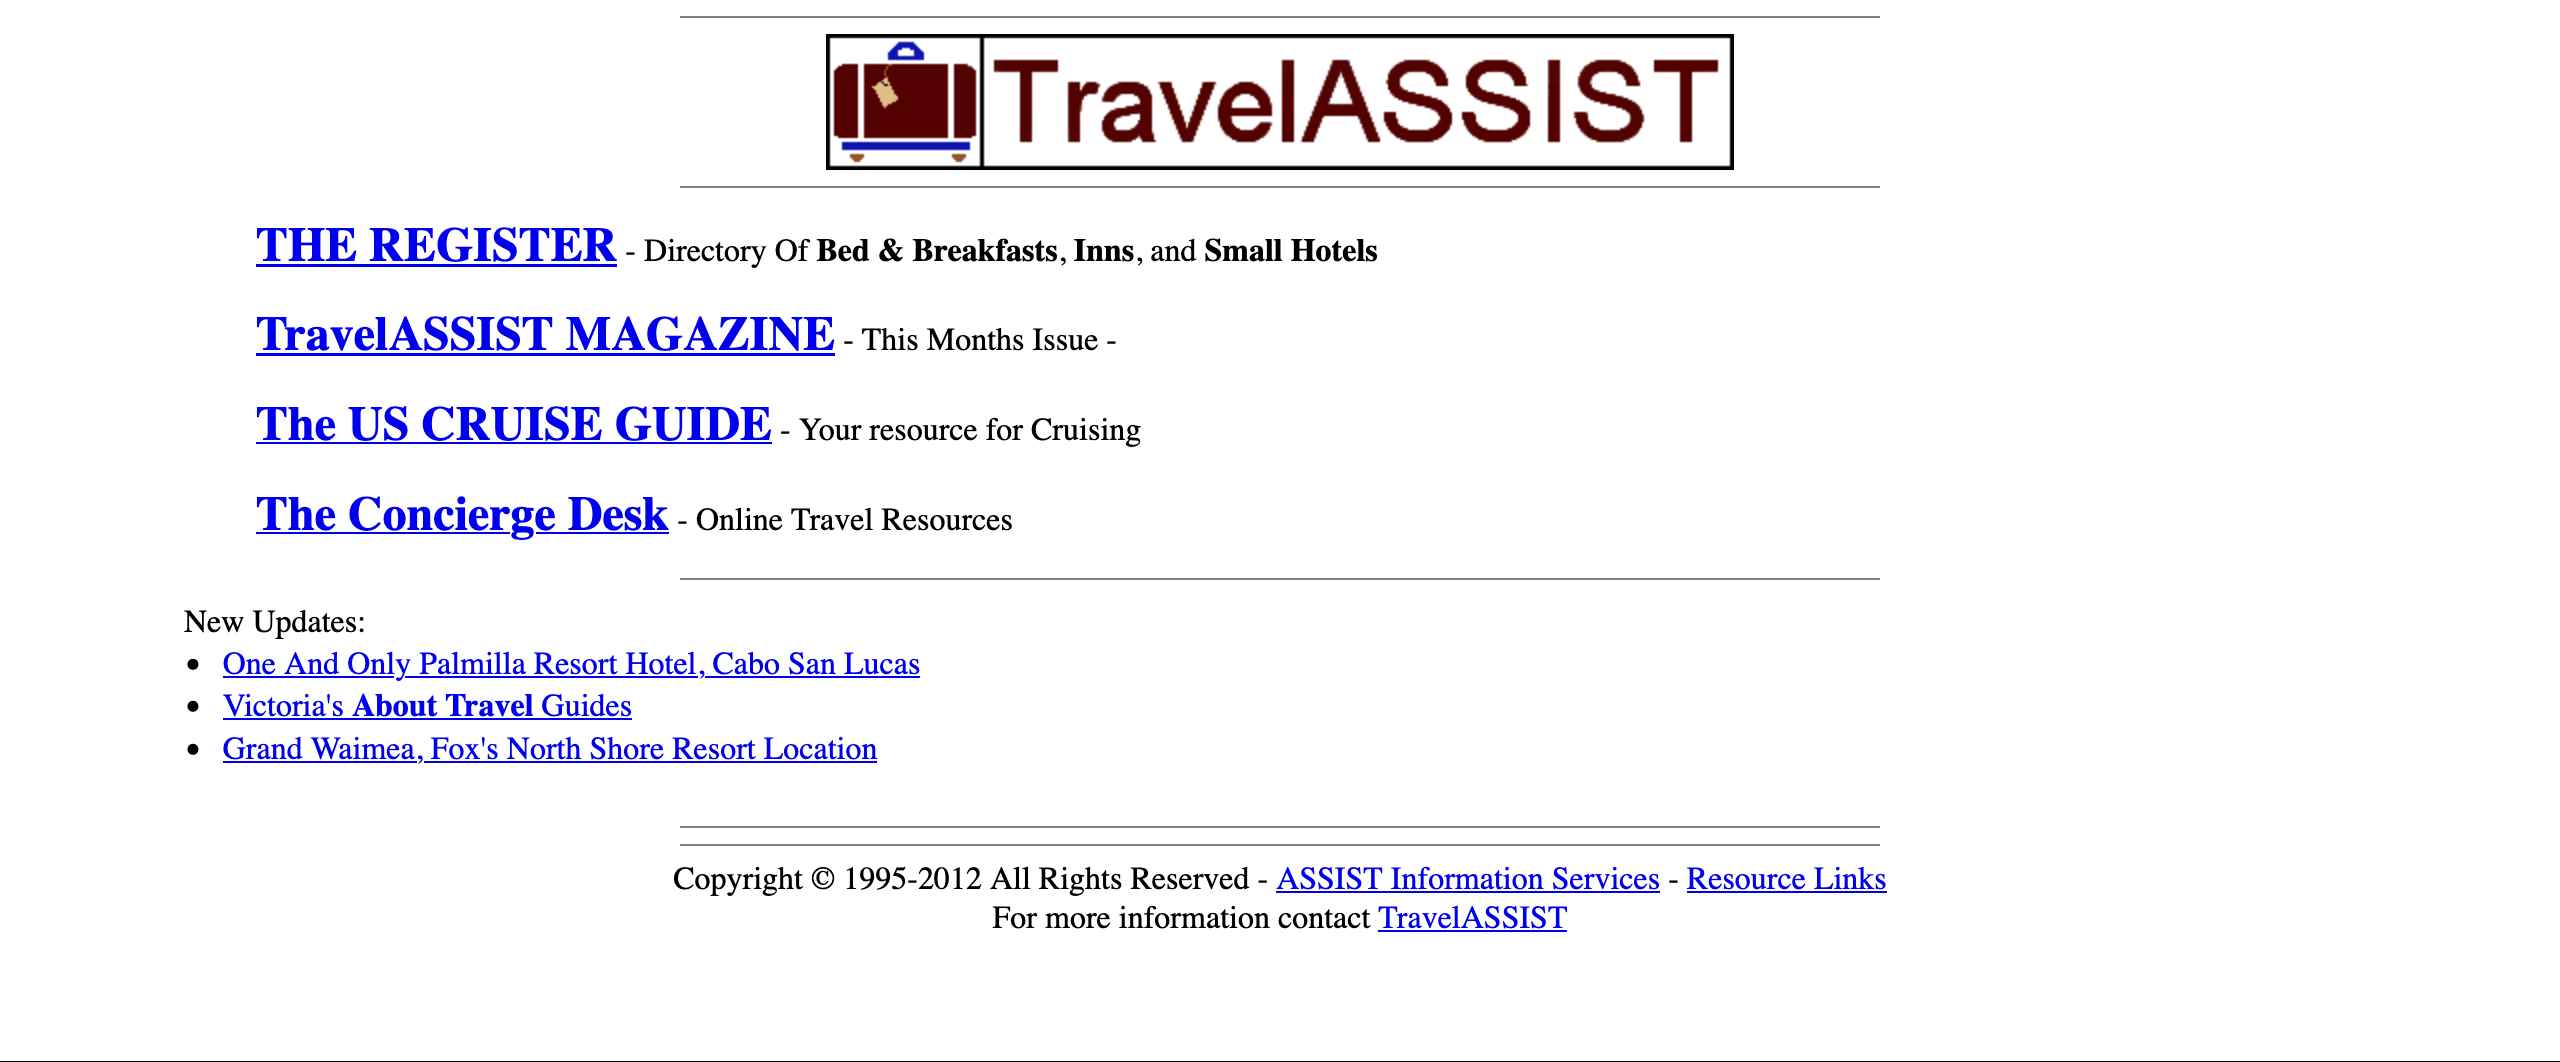 TravelASSIST
THE REGISTER - Directory Of Bed & Breakfasts, Inns, and Small Hotels
TravelASSIST MAGAZINE - This Months Issue -
The US CRUISE GUIDE - Your resource for Cruising
The Concierge Desk - Online Travel Resources
New Updates:
• One And Only Palmilla Resort Hotel, Cabo San Lucas
• Victoria's About Travel Guides
• Grand Waimea, Fox's North Shore Resort Location
Copyright © 1995-2012 All Rights Reserved - ASSIST Information Services - Resource Links
For more information contact TravelASSIST